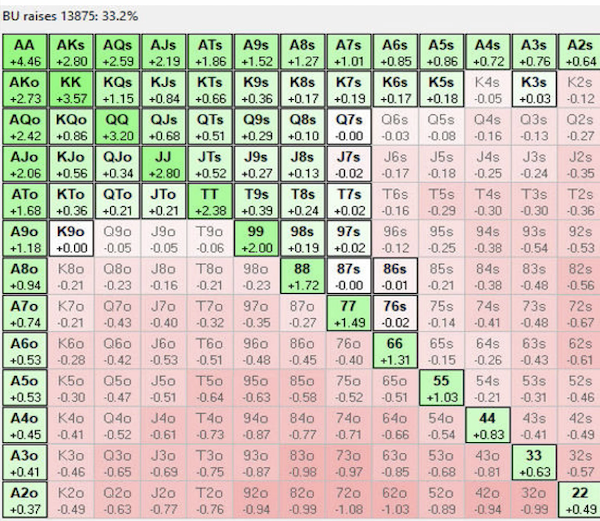 BU raises 13875: 33.2%
AA AKs AQs AJs ATs A9s A8s A7s A6s A5s A4s A3s A2s
+4.46 +2.80 +2.59 +2.19 +1.86 +1.52 +1.27 +1.01 +0.85 +0.86 +0.72 +0.76 +0.64
AKo KK KQs KJs KTs K9s K8s K7s K6s K5s K4s K3s K2s
+2.73 +3.57 +1.15 +0.84 +0.66 +0.36 +0.17 +0.19 +0.17 +0.18 -0.05 +0.03 -0.12
AQo KQo QQ QJs QTs Q9s Q8s Q7s Q6s Q5s Q4s Q3s Q2s
+2.42 +0.86 +3.20 +0.68 +0.51 +0.29 +0.10 -0.00 -0.03 -0.08 -0.16 -0.13 -0.27
AJo KJo QJo JJ JTs J9s J8s J7s J6s J5s J4s J3s J2s
+2.06 +0.56 +0.34 +2.80 +0.52 +0.27 +0.13 -0.02 -0.17 -0.18 -0.25 -0.24 -0.35
ATo KTo QTo JTo TT T9s T8s T7s T6s T5s T4s T3s T2s
+1.68 +0.36 +0.21 +0.21 +2.38 +0.39 +0.24 +0.02 -0.16 -0.29 -0.30 -0.30 -0.36
A9o K9o Q9o J9o T9o 99 98s 97s 96s 95s 94s 93s 92s
+1.18 +0.00 -0.05 -0.05 -0.06 +2.00 +0.19 +0.02 -0.12 -0.25 -0.38 -0.54 -0.53
A8o K8o Q8o J8o T8o 98o 88 87s 86s 85s 84s 83s 82s
+0.94 -0.21 -0.23 -0.16 -0.21 -0.23 +1.72 -0.00 -0.01 -0.21 -0.38 -0.48 -0.56
A7o K7o Q7o J7o T7o 97o 87o 77 76s 75s 74s 73s 72s
+0.74 -0.21 -0.43 -0.40 -0.32 -0.35 -0.27 +1.49 -0.02 -0.14 -0.41 -0.48 -0.67
A6o K6o Q6o J6o T6o 96o 86o 76o 66 65s 64s 63s 62s
+0.53 -0.28 -0.42 -0.53 -0.51 -0.48 -0.45 -0.40 +1.31 -0.15 -0.26 -0.43 -0.61
A5o K5o Q5o J5o T5o 95o 85o 75o 65o 55 54s 53s 52s
+0.53 -0.30 -0.47 -0.51 -0.64 -0.63 -0.58 -0.52 -0.51 +1.03 -0.21 -0.31 -0.46
A4o K4o Q4o J4o T4o 94o 84o 74o 64o 54o 44 43s 42s
+0.45 -0.41 -0.52 -0.61 -0.73 -0.87 -0.77 -0.71 -0.66 -0.54 +0.83 -0.41 -0.49
A3o K3o Q3o J3o T3o 93o 83o 73o 63o 53o 43o 33 32s
+0.41 -0.46 -0.65 -0.69 -0.75 -0.87 -0.98 -0.97 -0.85 -0.68 -0.81 +0.63 -0.57
A2o K2o Q2o J2o T2o 92o 82o 72o 62o 52o 42o 32o 22
+0.37 -0.49 -0.63 -0.77 -0.76 -0.94 -0.99 -1.08 -1.03 -0.89 -0.94 -0.99 +0.49